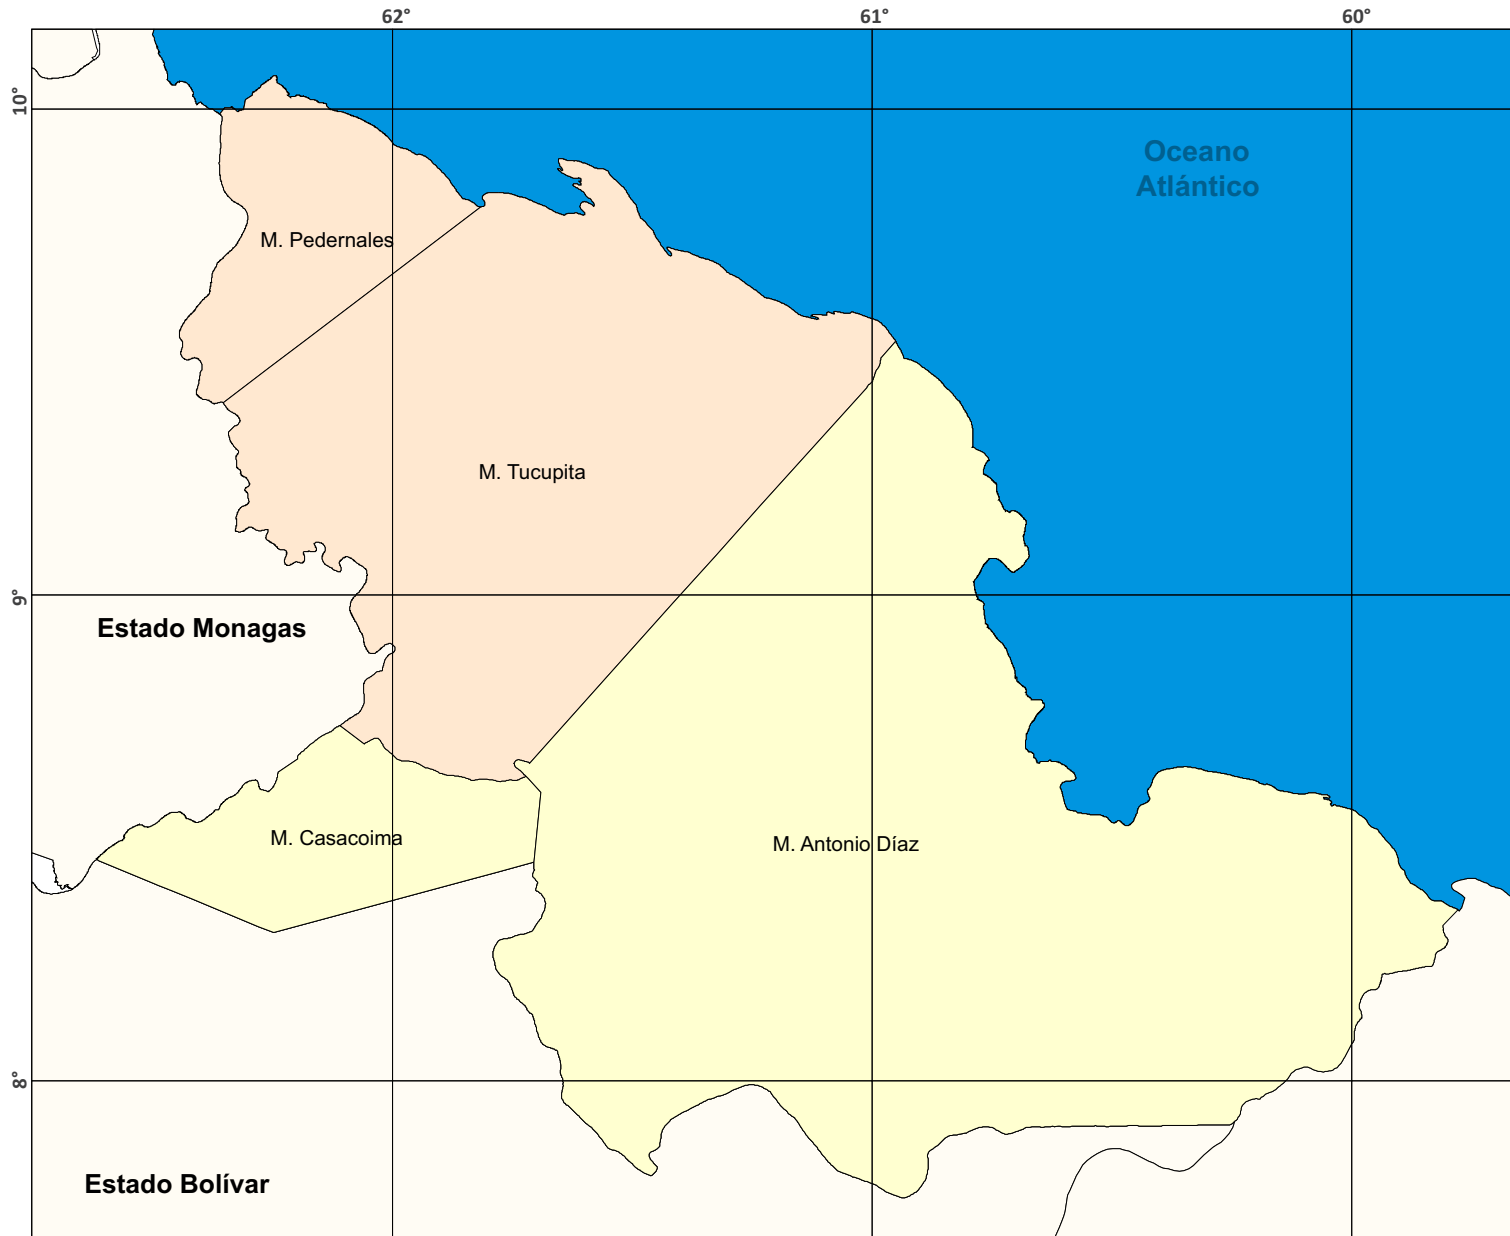 62° 61° 60°
10°
Oceano
Atlántico
M. Pedernales
M. Tucupita
9°
Estado Monagas
M. Casacoima
M. Antonio Díaz
8°
Estado Bolívar